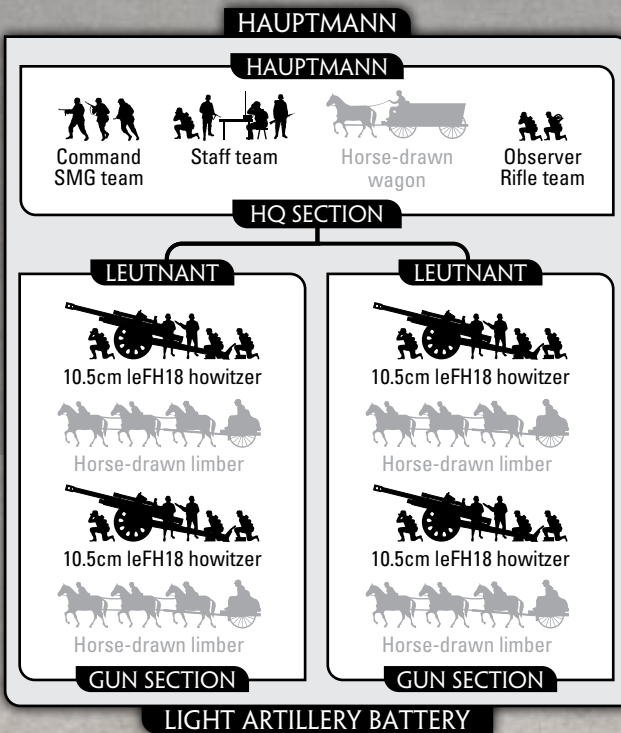 HAUPTMANN
HAUPTMANN
Command
SMG team
Staff team
Horse-drawn
wagon
Observer
Rifle team
HQ SECTION
LEUTNANT
10.5cm leFH18 howitzer
Horse-drawn limber
10.5cm leFH18 howitzer
Horse-drawn limber
GUN SECTION
LEUTNANT
10.5cm leFH18 howitzer
Horse-drawn limber
10.5cm leFH18 howitzer
Horse-drawn limber
GUN SECTION
LIGHT ARTILLERY BATTERY